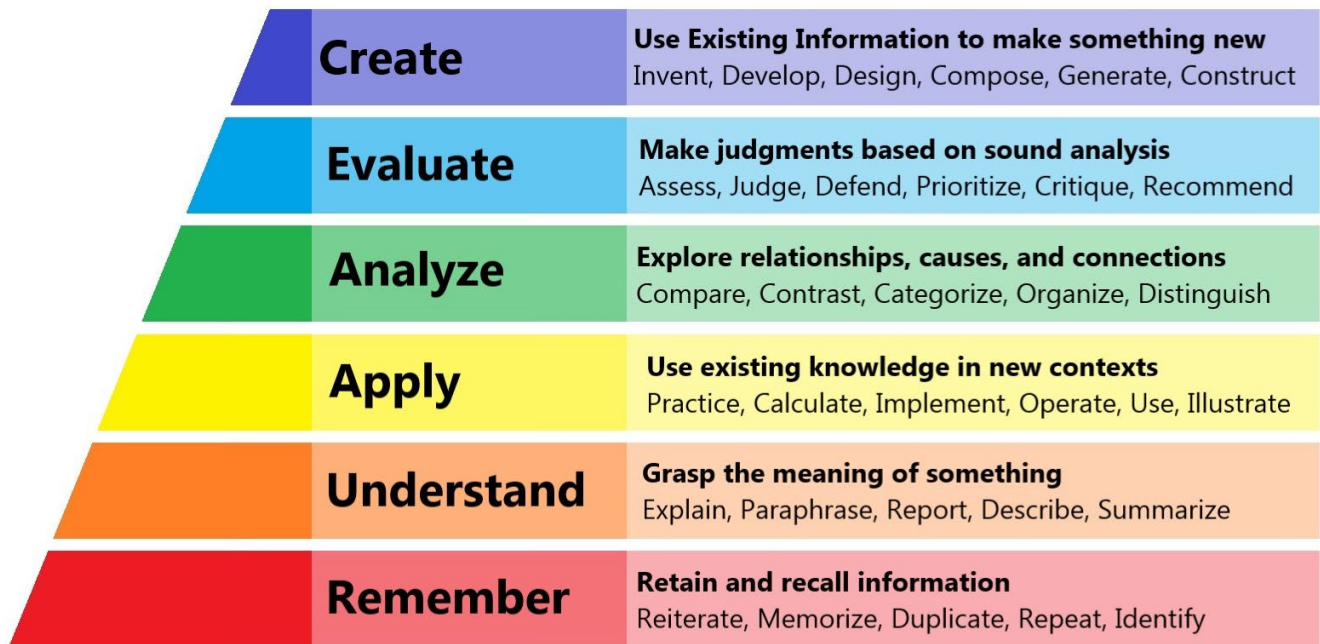 Create
Use Existing Information to make something new
Invent, Develop, Design, Compose, Generate, Construct
Evaluate
Make judgments based on sound analysis
Assess, Judge, Defend, Prioritize, Critique, Recommend
Analyze
Explore relationships, causes, and connections
Compare, Contrast, Categorize, Organize, Distinguish
Apply
Use existing knowledge in new contexts
Practice, Calculate, Implement, Operate, Use, Illustrate
Understand
Grasp the meaning of something
Explain, Paraphrase, Report, Describe, Summarize
Remember
Retain and recall information
Reiterate, Memorize, Duplicate, Repeat, Identify